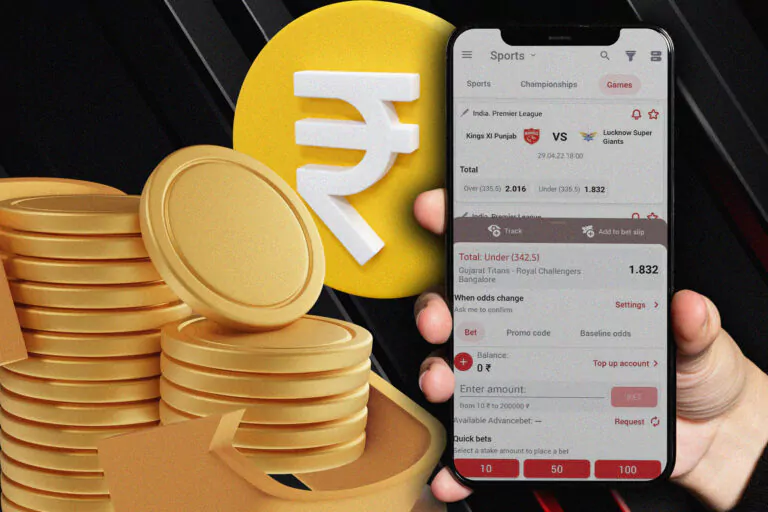 ₹
Sports
Sports Championships Games
India. Premier League
Kings XI Punjab VS Lucknow Super Giants
29.04.22 18:00
Total
Over (335.5) 2.016 Under (335.5) 1.832
India. Premier League
Track Add to bet slip
Total: Under (342.5)
Gujarat Titans - Royal Challengers
Bangalore
1.832
When odds change
Ask me to confirm
Settings
Bet Promo code Baseline odds
Balance:
0 ₹
Top up account
Enter amount:
BET
from 10 ₹ to 200000 ₹
Available Advancebet: —
Request
Quick bets
Select a stake amount to place a bet
10 50 100